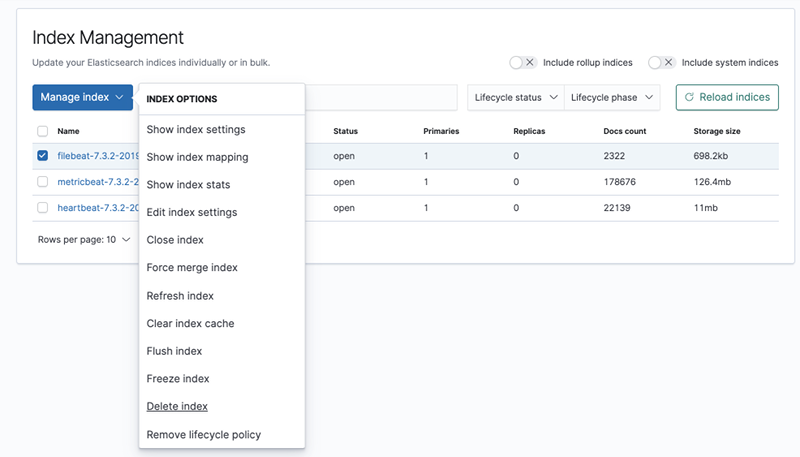 Index Management
Update your Elasticsearch indices individually or in bulk.
Include rollup indices
Include system indices
Manage index
Lifecycle status
Lifecycle phase
Reload indices
INDEX OPTIONS
Show index settings
Show index mapping
Show index stats
Edit index settings
Close index
Force merge index
Refresh index
Clear index cache
Flush index
Freeze index
Delete index
Remove lifecycle policy
Name Status Primaries Replicas Docs count Storage size
filebeat-7.3.2-2019 open 1 0 2322 698.2kb
metricbeat-7.3.2-2 open 1 0 178676 126.4mb
heartbeat-7.3.2-20 open 1 0 22139 11mb
Rows per page: 10